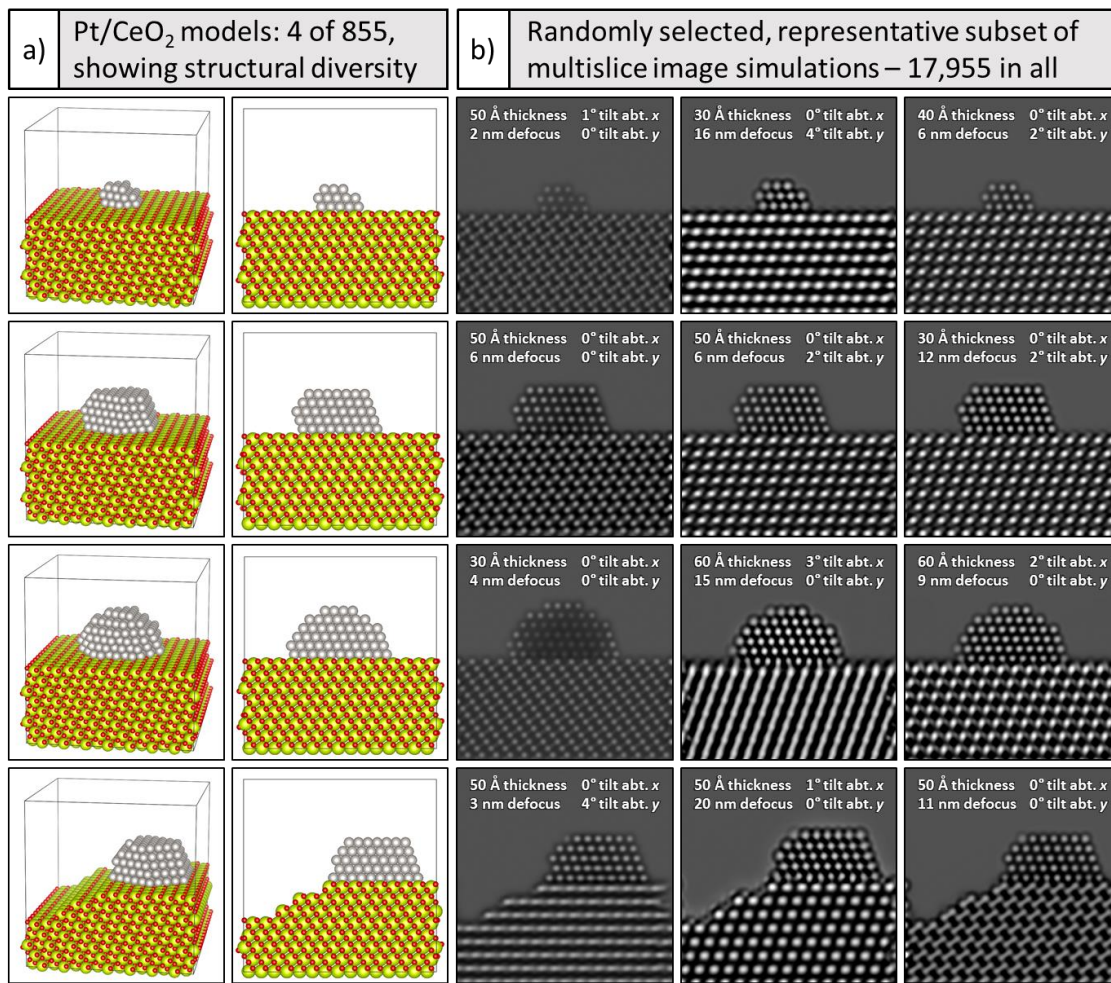 a)
Pt/CeO₂ models: 4 of 855,
showing structural diversity
b)
Randomly selected, representative subset of
multislice image simulations – 17,955 in all
50 Å thickness 1° tilt abt. x
2 nm defocus 0° tilt abt. y
30 Å thickness 0° tilt abt. x
16 nm defocus 4° tilt abt. y
40 Å thickness 0° tilt abt. x
6 nm defocus 2° tilt abt. y
50 Å thickness 0° tilt abt. x
6 nm defocus 0° tilt abt. y
50 Å thickness 0° tilt abt. x
6 nm defocus 2° tilt abt. y
30 Å thickness 0° tilt abt. x
12 nm defocus 2° tilt abt. y
30 Å thickness 0° tilt abt. x
4 nm defocus 0° tilt abt. y
60 Å thickness 3° tilt abt. x
15 nm defocus 0° tilt abt. y
60 Å thickness 2° tilt abt. x
9 nm defocus 0° tilt abt. y
50 Å thickness 0° tilt abt. x
3 nm defocus 4° tilt abt. y
50 Å thickness 1° tilt abt. x
20 nm defocus 0° tilt abt. y
50 Å thickness 0° tilt abt. x
11 nm defocus 0° tilt abt. y